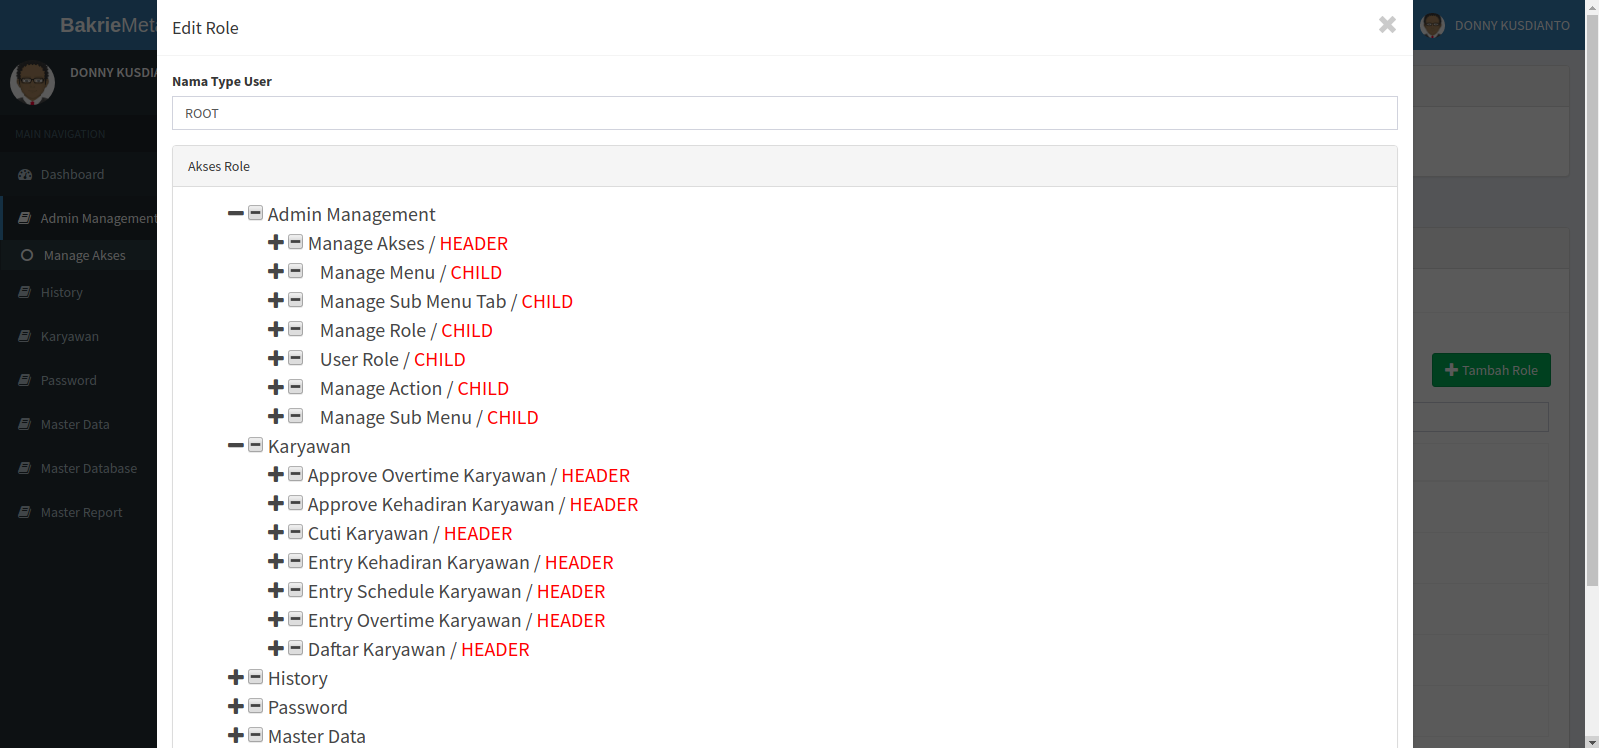 BakrieMeta
Edit Role
DONNY KUSDIANTO
DONNY KUSDIA
Nama Type User
ROOT
MAIN NAVIGATION
Akses Role
Dashboard
Admin Management
Manage Akses
History
Karyawan
Password
Master Data
Master Database
Master Report
Admin Management
Manage Akses / HEADER
Manage Menu / CHILD
Manage Sub Menu Tab / CHILD
Manage Role / CHILD
User Role / CHILD
Manage Action / CHILD
Manage Sub Menu / CHILD
Karyawan
Approve Overtime Karyawan / HEADER
Approve Kehadiran Karyawan / HEADER
Cuti Karyawan / HEADER
Entry Kehadiran Karyawan / HEADER
Entry Schedule Karyawan / HEADER
Entry Overtime Karyawan / HEADER
Daftar Karyawan / HEADER
History
Password
Master Data
Tambah Role